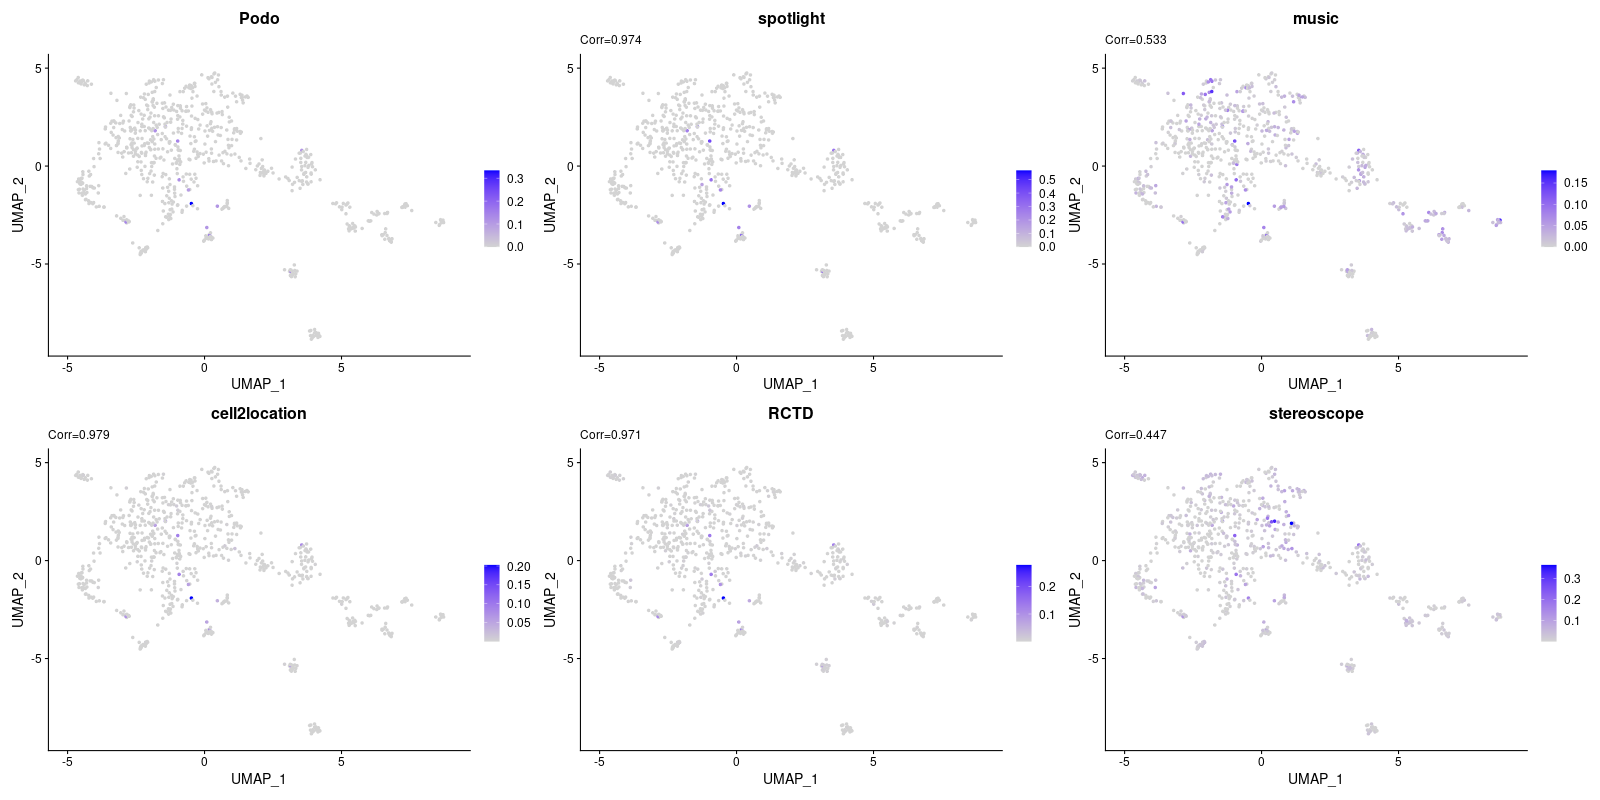 Podo
UMAP_2
5
0
-5
-5
0
5
UMAP_1
0.3
0.2
0.1
0.0
spotlight
Corr=0.974
UMAP_2
5
0
-5
-5
0
5
UMAP_1
0.5
0.4
0.3
0.2
0.1
0.0
music
Corr=0.533
UMAP_2
5
0
-5
-5
0
5
UMAP_1
0.15
0.10
0.05
0.00
cell2location
Corr=0.979
UMAP_2
5
0
-5
-5
0
5
UMAP_1
0.20
0.15
0.10
0.05
RCTD
Corr=0.971
UMAP_2
5
0
-5
-5
0
5
UMAP_1
0.2
0.1
stereoscope
Corr=0.447
UMAP_2
5
0
-5
-5
0
5
UMAP_1
0.3
0.2
0.1